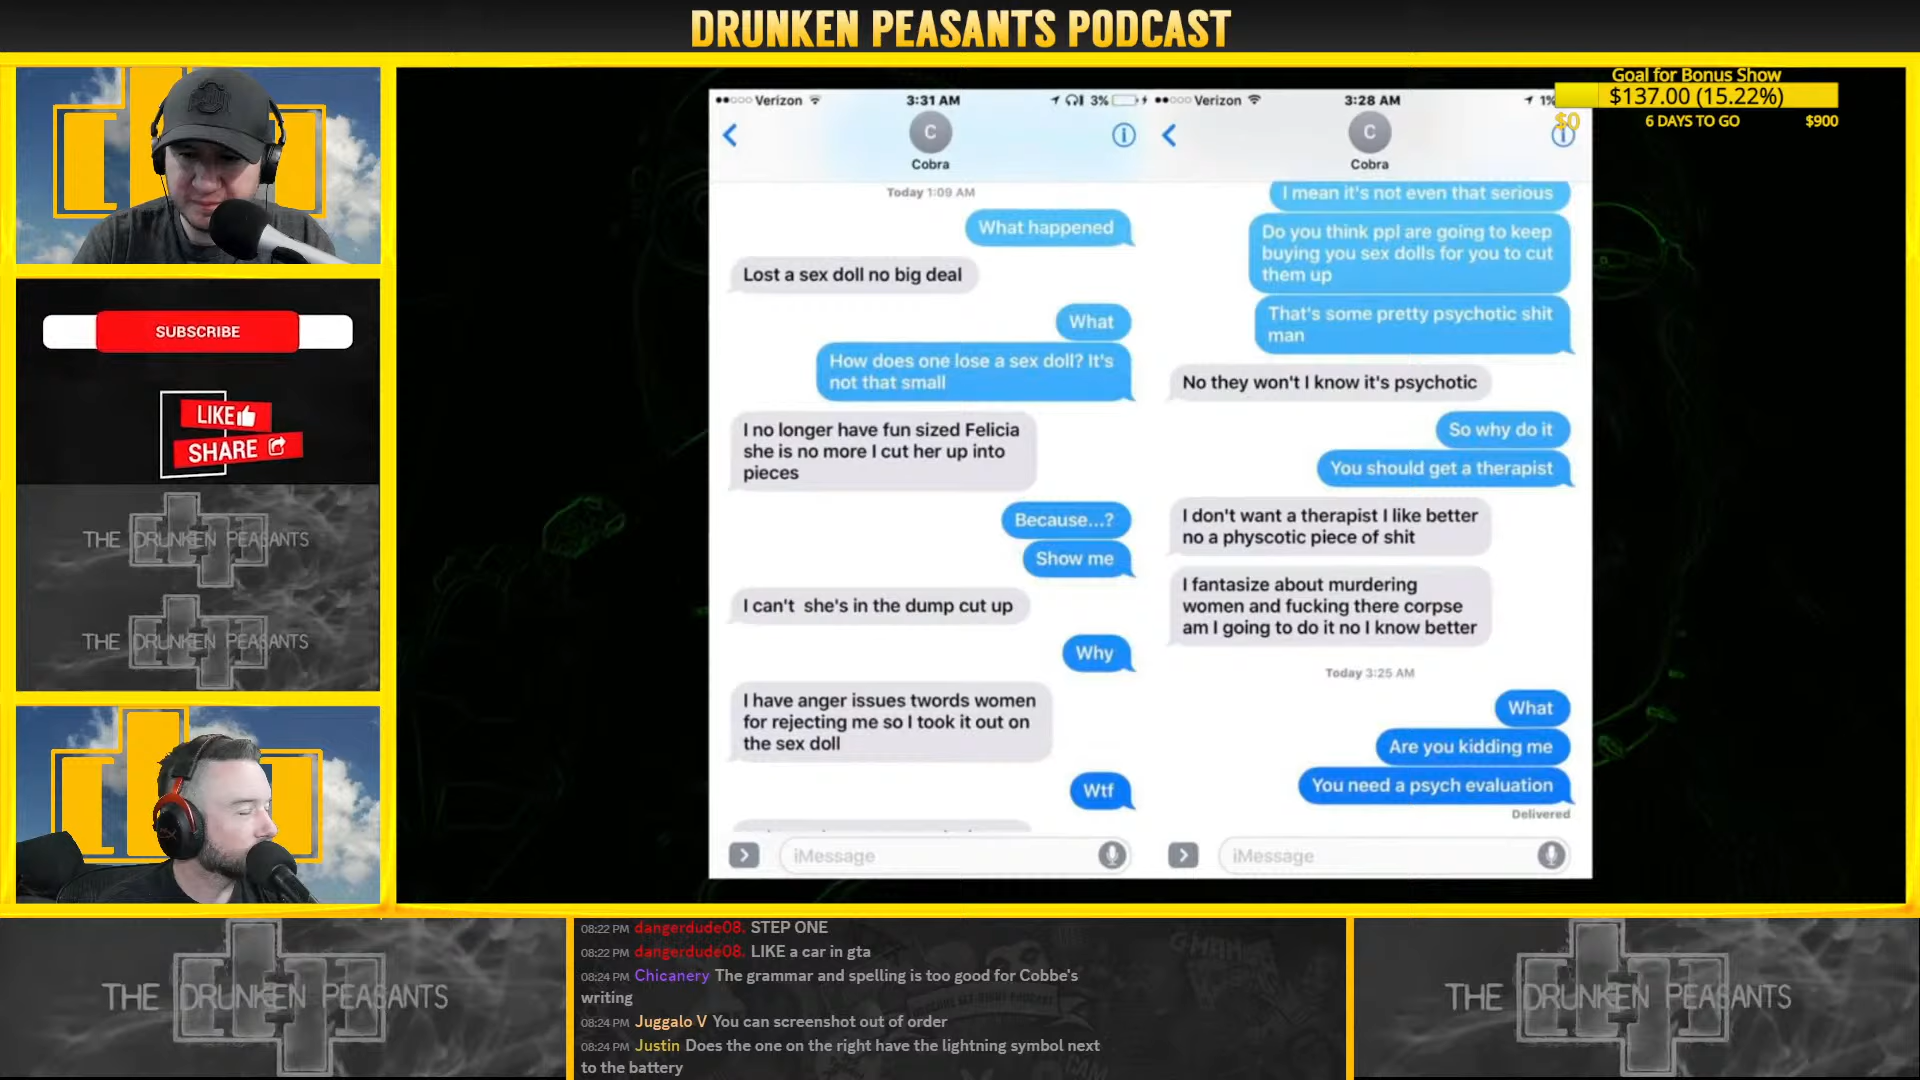 DRUNKEN PEASANTS PODCAST
Goal for Bonus Show
$137.00 (15.22%)
6 DAYS TO GO
$900
$0
SUBSCRIBE
LIKE
SHARE
THE DRUNKEN PEASANTS
THE DRUNKEN PEASANTS
Verizon
3:31 AM
3%
C
Cobra
Today 1:09 AM
What happened
Lost a sex doll no big deal
What
How does one lose a sex doll? It's
not that small
I no longer have fun sized Felicia
she is no more I cut her up into
pieces
Because...?
Show me
I can't she's in the dump cut up
Why
I have anger issues twords women
for rejecting me so I took it out on
the sex doll
Wtf
iMessage
Verizon
3:28 AM
1%
C
Cobra
I mean it's not even that serious
Do you think ppl are going to keep
buying you sex dolls for you to cut
them up
That's some pretty psychotic shit
man
No they won't I know it's psychotic
So why do it
You should get a therapist
I don't want a therapist I like better
no a physcotic piece of shit
I fantasize about murdering
women and fucking there corpse
am I going to do it no I know better
Today 3:25 AM
What
Are you kidding me
You need a psych evaluation
Delivered
iMessage
THE DRUNKEN PEASANTS
08:22 PM dangerdude08. STEP ONE
08:22 PM dangerdude08. LIKE a car in gta
08:24 PM Chicanery The grammar and spelling is too good for Cobbe's
writing
08:24 PM Juggalo V You can screenshot out of order
08:24 PM Justin Does the one on the right have the lightning symbol next
to the battery
THE DRUNKEN PEASANTS